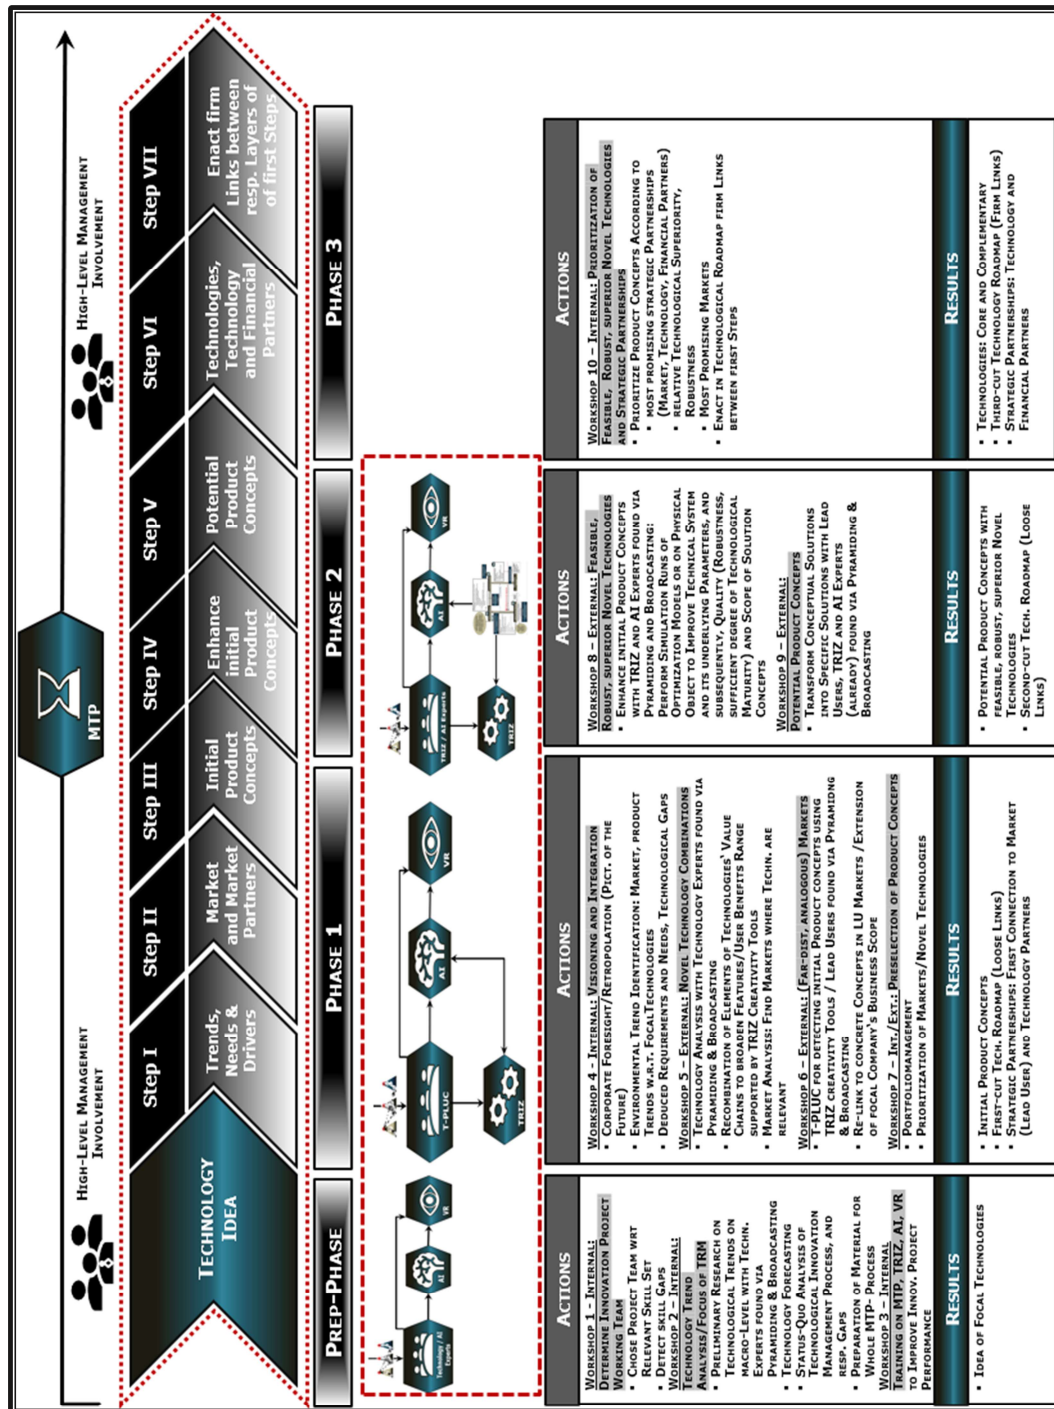 MTP
HIGH-LEVEL MANAGEMENT
INVOLVEMENT
HIGH-LEVEL MANAGEMENT
INVOLVEMENT
TECHNOLOGY
IDEA
Step I
Trends,
Needs &
Drivers
Step II
Market
and Market
Partners
Step III
Initial
Product
Concepts
Step IV
Enhance
initial
Product
Concepts
Step V
Potential
Product
Concepts
Step VI
Technologies,
Technology
and Financial
Partners
Step VII
Enact firm
Links between
resp. Layers of
of first Steps
PREP-PHASE
PHASE 1
PHASE 2
PHASE 3
Technology / AI
Experts
AI
VR
T-PLUC
TRIZ
AI
VR
TRIZ / AI Experts
TRIZ
AI
VR
ACTIONS
WORKSHOP 1 - INTERNAL:
DETERMINE INNOVATION PROJECT
WORKING TEAM
▪ CHOSE PROJECT TEAM WRT
RELEVANT SKILL SET
▪ DETECT SKILL GAPS
WORKSHOP 2 – INTERNAL:
TECHNOLOGY TREND
ANALYSIS/FOCUS OF TRM
▪ PRELIMINARY RESEARCH ON
TECHNOLOGICAL TRENDS ON
MACRO-LEVEL WITH TECHN.
EXPERTS FOUND VIA
PYRAMIDING & BROADCASTING
▪ TECHNOLOGY FORECASTING
▪ STATUS-QUO ANALYSIS OF
TECHNOLOGICAL INNOVATION
MANAGEMENT PROCESS, AND
RESP. GAPS
▪ PREPARATION OF MATERIAL FOR
WHOLE MTP- PROCESS
WORKSHOP 3 – INTERNAL
TRAINING ON MTP, TRIZ, AI, VR
TO IMPROVE INNOV. PROJECT
PERFORMANCE
RESULTS
▪ IDEA OF FOCAL TECHNOLOGIES
ACTIONS
WORKSHOP 4 - INTERNAL: VISIONING AND INTEGRATION
▪ CORPORATE FORESIGHT/RETROPOLATION (PICT. OF THE
FUTURE)
▪ ENVIRONMENTAL TREND IDENTIFICATION: MARKET, PRODUCT
TRENDS W.R.T. FOCALTECHNOLOGIES
▪ DEDUCED REQUIREMENTS AND NEEDS, TECHNOLOGICAL GAPS
WORKSHOP 5 – EXTERNAL: NOVEL TECHNOLOGY COMBINATIONS
▪ TECHNOLOGY ANALYSIS WITH TECHNOLOGY EXPERTS FOUND VIA
PYRAMIDING & BROADCASTING
▪ RECOMBINATION OF ELEMENTS OF TECHNOLOGIES' VALUE
CHAINS TO BROADEN FEATURES/USER BENEFITS RANGE
SUPPORTED BY TRIZ CREATIVITY TOOLS
▪ MARKET ANALYSIS: FIND MARKETS WHERE TECHN. ARE
RELEVANT
WORKSHOP 6 – EXTERNAL: (FAR-DIST, ANALOGOUS) MARKETS
▪ T-PLUC FOR DETECTING INITIAL PRODUCT CONCEPTS USING
TRIZ CREATIVITY TOOLS / LEAD USERS FOUND VIA PYRAMIDNG
& BROADCASTING
▪ RE-LINK TO CONCRETE CONCEPTS IN LU MARKETS /EXTENSION
OF FOCAL COMPANY'S BUSINESS SCOPE
WORKSHOP 7 – INT./EXT.: PRESELECTION OF PRODUCT CONCEPTS
▪ PORTFOLIOMANAGEMENT
▪ PRIORITIZATION OF MARKETS/NOVEL TECHNOLOGIES
RESULTS
▪ INITIAL PRODUCT CONCEPTS
▪ FIRST-CUT TECH. ROADMAP (LOOSE LINKS)
▪ STRATEGIC PARTNERSHIPS: FIRST CONNECTION TO MARKET
(LEAD USER) AND TECHNOLOGY PARTNERS
ACTIONS
WORKSHOP 8 – EXTERNAL: FEASIBLE,
ROBUST, SUPERIOR NOVEL TECHNOLOGIES
▪ ENHANCE INITIAL PRODUCT CONCEPTS
WITH TRIZ AND AI EXPERTS FOUND VIA
PYRAMIDING AND BROADCASTING:
PERFORM SIMULATION RUNS OF
OPTIMIZATION MODELS OR ON PHYSICAL
OBJECT TO IMPROVE TECHNICAL SYSTEM
AND ITS UNDERLYING PARAMETERS, AND
SUBSEQUENTLY, QUALITY (ROBUSTNESS,
SUFFICIENT DEGREE OF TECHNOLOGICAL
MATURITY) AND SCOPE OF SOLUTION
CONCEPTS
WORKSHOP 9 – EXTERNAL:
POTENTIAL PRODUCT CONCEPTS
▪ TRANSFORM CONCEPTUAL SOLUTIONS
INTO SPECIFIC SOLUTIONS WITH LEAD
USERS, TRIZ AND AI EXPERTS
(ALREADY) FOUND VIA PYRAMIDING &
BROADCASTING
RESULTS
▪ POTENTIAL PRODUCT CONCEPTS WITH
FEASIBLE, ROBUST, SUPERIOR NOVEL
TECHNOLOGIES
▪ SECOND-CUT TECH. ROADMAP (LOOSE
LINKS)
ACTIONS
WORKSHOP 10 – INTERNAL: PRIORITIZATION OF
FEASIBLE, ROBUST, SUPERIOR NOVEL TECHNOLOGIES
AND STRATEGIC PARTNERSHIPS
▪ PRIORITIZE PRODUCT CONCEPTS ACCORDING TO
▪ MOST PROMISING STRATEGIC PARTNERSHIPS
(MARKET, TECHNOLOGY, FINANCIAL PARTNERS)
▪ RELATIVE TECHNOLOGICAL SUPERIORITY,
ROBUSTNESS
▪ MOST PROMISING MARKETS
▪ ENACT IN TECHNOLOGICAL ROADMAP FIRM LINKS
BETWEEN FIRST STEPS
RESULTS
▪ TECHNOLOGIES: CORE AND COMPLEMENTARY
▪ THIRD-CUT TECHNOLOGY ROADMAP (FIRM LINKS)
▪ STRATEGIC PARTNERSHIPS: TECHNOLOGY AND
FINANCIAL PARTNERS